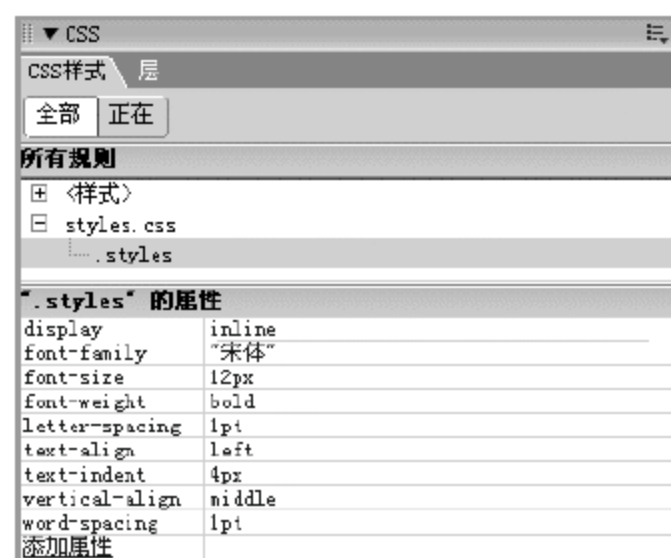 ▼ CSS
CSS样式 层
全部 正在
所有规则
<样式>
styles.css
.styles
".styles" 的属性
display inline
font-family "宋体"
font-size 12px
font-weight bold
letter-spacing 1pt
text-align left
text-indent 4px
vertical-align middle
word-spacing 1pt
添加属性